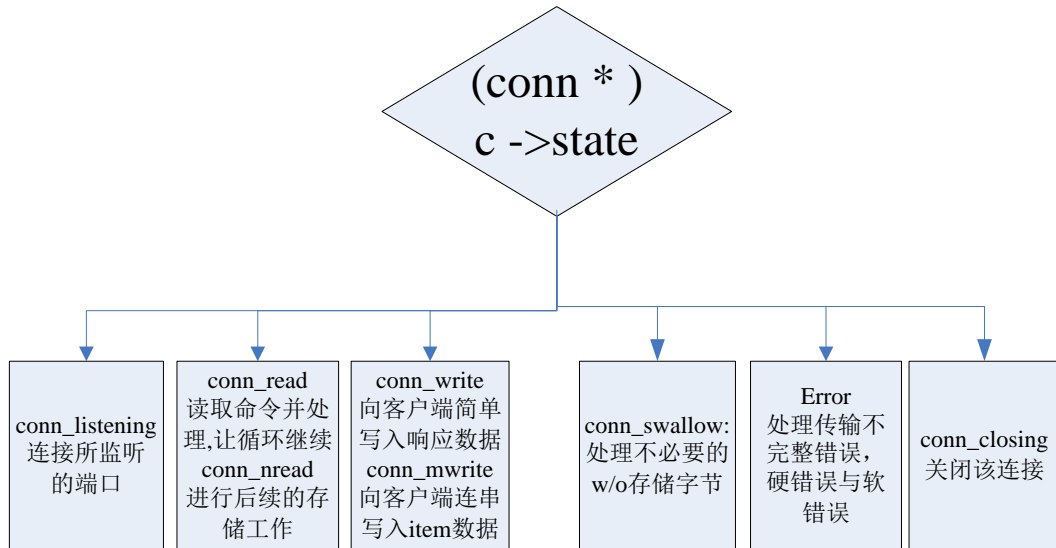 (conn * )
c ->state
conn_listening
连接所监听
的端口
conn_read
读取命令并处
理,让循环继续
conn_nread
进行后续的存
储工作
conn_write
向客户端简单
写入响应数据
conn_mwrite
向客户端连串
写入item数据
conn_swallow:
处理不必要的
w/o存储字节
Error
处理传输不
完整错误，
硬错误与软
错误
conn_closing
关闭该连接